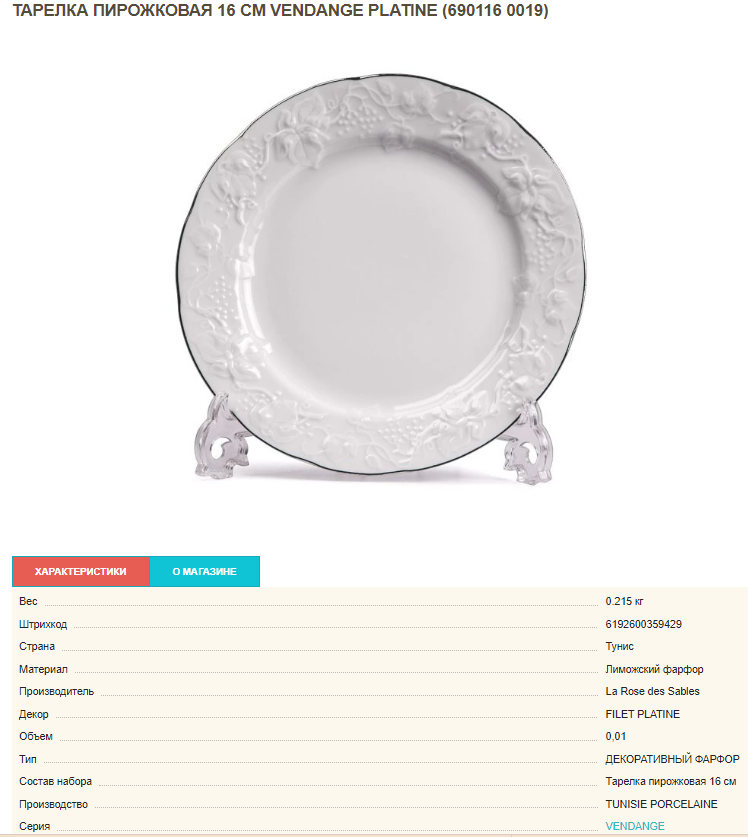 ТАРЕЛКА ПИРОЖКОВАЯ 16 СМ VENDANGE PLATINE (690116 0019)
ХАРАКТЕРИСТИКИ О МАГАЗИНЕ
Вес 0.215 кг
Штрихкод 6192600359429
Страна Тунис
Материал Лиможский фарфор
Производитель La Rose des Sables
Декор FILET PLATINE
Объем 0,01
Тип ДЕКОРАТИВНЫЙ ФАРФОР
Состав набора Тарелка пирожковая 16 см
Производство TUNISIE PORCELAINE
Серия VENDANGE